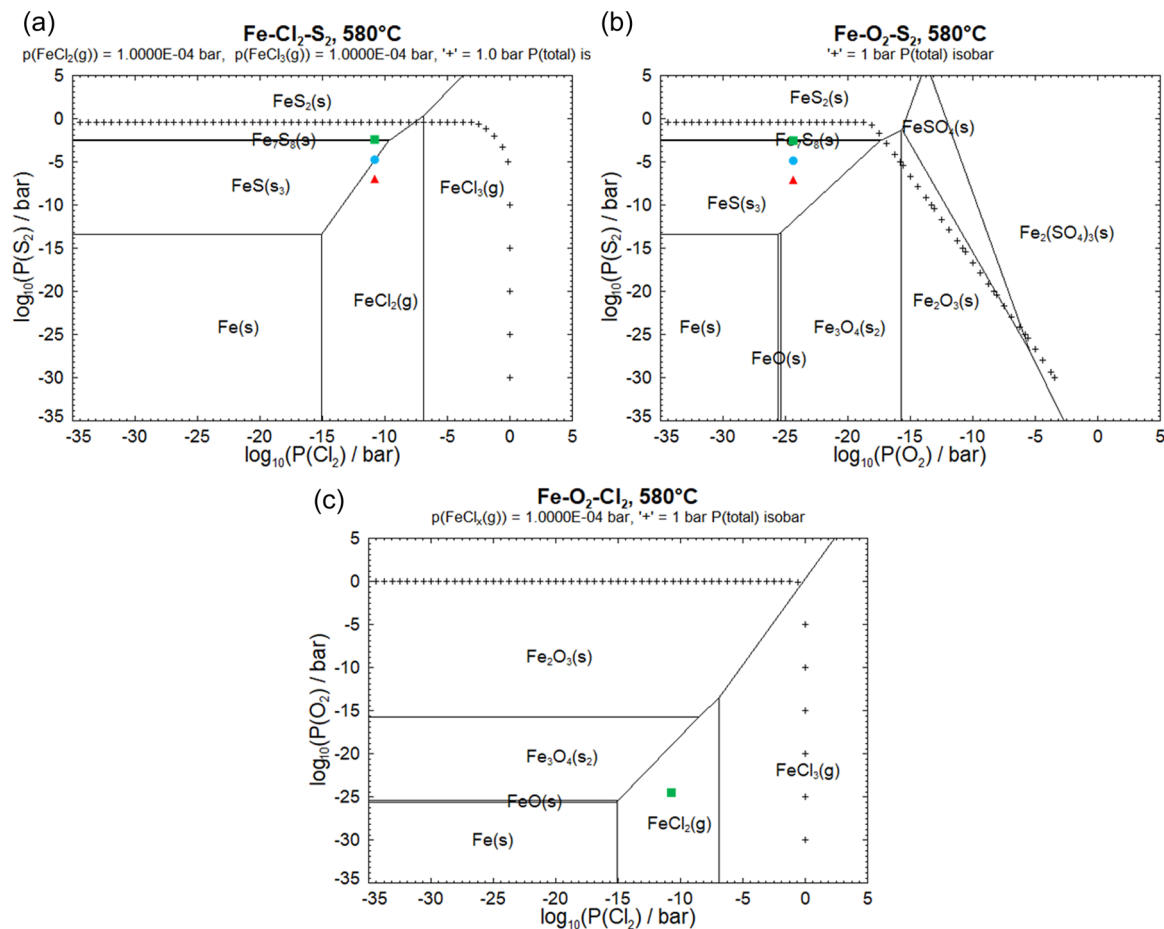 (a)
Fe-Cl₂-S₂, 580°C
p(FeCl₂(g)) = 1.0000E-04 bar, p(FeCl₃(g)) = 1.0000E-04 bar, '+' = 1.0 bar P(total) is
log₁₀(P(S₂) / bar)
5
0
-5
-10
-15
-20
-25
-30
-35
FeS₂(s)
Fe₇S₈(s)
FeS(s₃)
FeCl₃(g)
FeCl₂(g)
Fe(s)
-35 -30 -25 -20 -15 -10 -5 0 5
log₁₀(P(Cl₂) / bar)
(b)
Fe-O₂-S₂, 580°C
'+' = 1 bar P(total) isobar
log₁₀(P(S₂) / bar)
5
0
-5
-10
-15
-20
-25
-30
-35
FeS₂(s)
FeSO₄(s)
Fe₇S₈(s)
FeS(s₃)
Fe₂(SO₄)₃(s)
Fe(s)
Fe₃O₄(s₂)
Fe₂O₃(s)
FeO(s)
-35 -30 -25 -20 -15 -10 -5 0 5
log₁₀(P(O₂) / bar)
(c)
Fe-O₂-Cl₂, 580°C
p(FeClₓ(g)) = 1.0000E-04 bar, '+' = 1 bar P(total) isobar
log₁₀(P(O₂) / bar)
5
0
-5
-10
-15
-20
-25
-30
-35
Fe₂O₃(s)
Fe₃O₄(s₂)
FeCl₃(g)
FeO(s)
FeCl₂(g)
Fe(s)
-35 -30 -25 -20 -15 -10 -5 0 5
log₁₀(P(Cl₂) / bar)